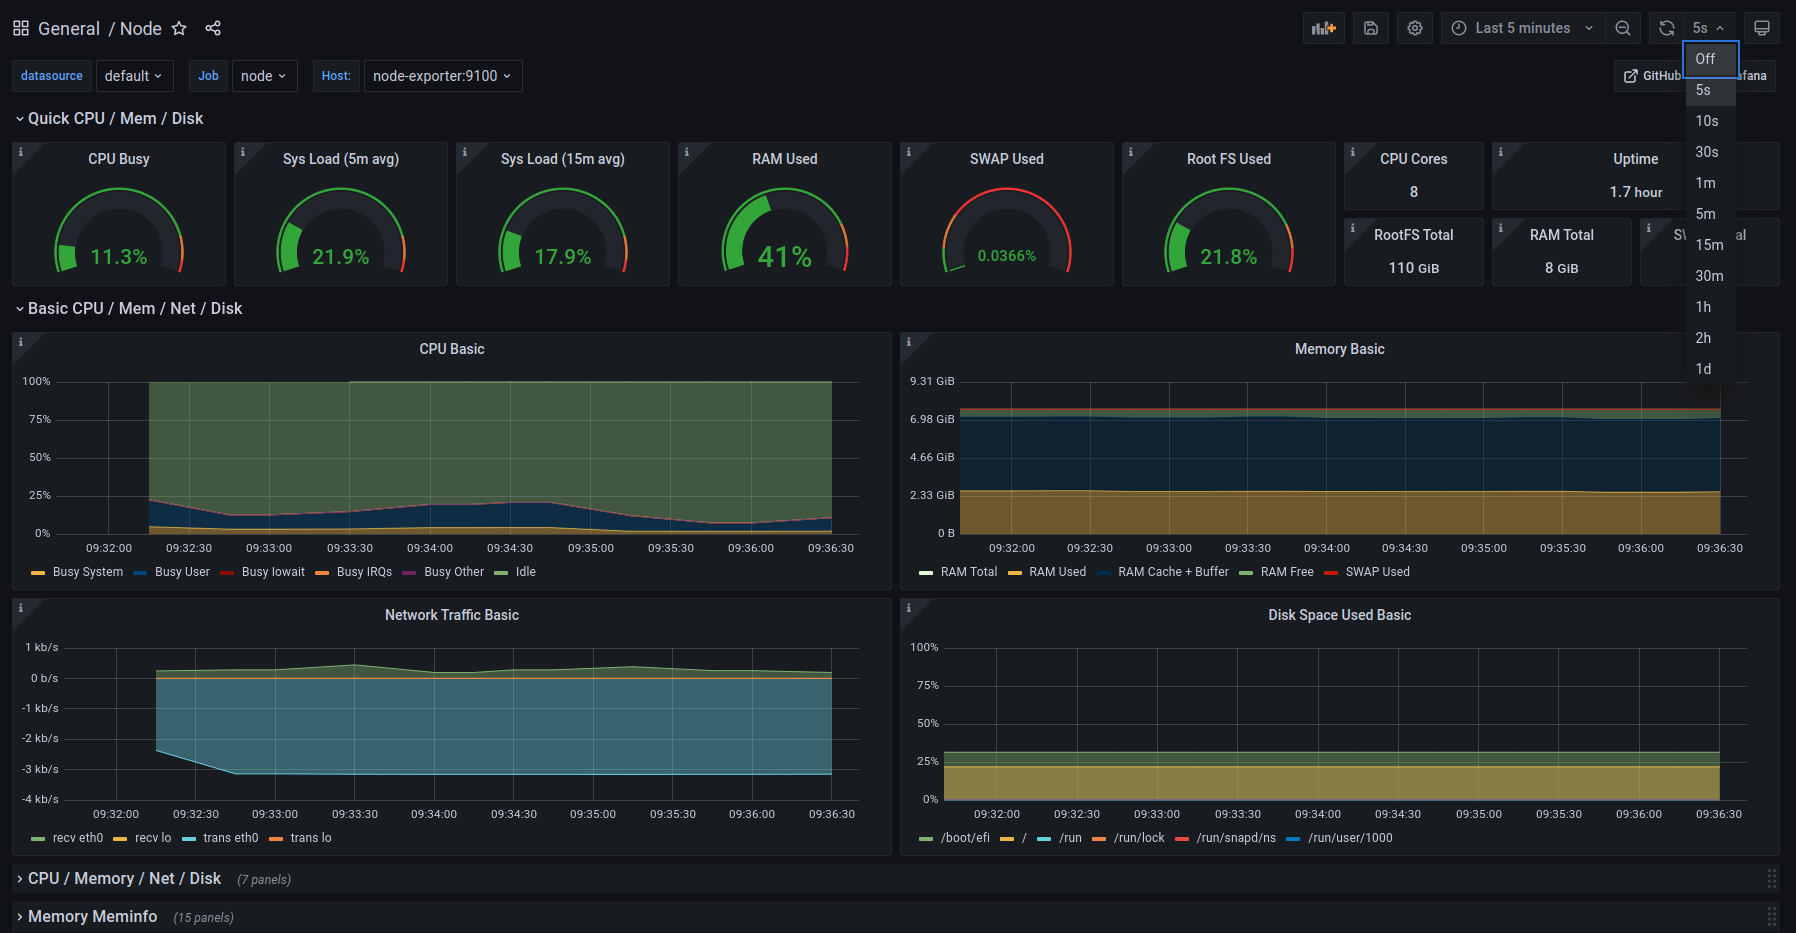 General / Node
Last 5 minutes
5s
datasource default Job node Host: node-exporter:9100
GitHub
afana
Off
5s
10s
30s
1m
5m
15m
30m
1h
2h
1d
Quick CPU / Mem / Disk
CPU Busy
11.3%
Sys Load (5m avg)
21.9%
Sys Load (15m avg)
17.9%
RAM Used
41%
SWAP Used
0.0366%
Root FS Used
21.8%
CPU Cores
8
Uptime
1.7 hour
RootFS Total
110 GiB
RAM Total
8 GiB
Basic CPU / Mem / Net / Disk
CPU Basic
100%
75%
50%
25%
0%
09:32:00 09:32:30 09:33:00 09:33:30 09:34:00 09:34:30 09:35:00 09:35:30 09:36:00 09:36:30
Busy System Busy User Busy Iowait Busy IRQs Busy Other Idle
Memory Basic
9.31 GiB
6.98 GiB
4.66 GiB
2.33 GiB
0 B
09:32:00 09:32:30 09:33:00 09:33:30 09:34:00 09:34:30 09:35:00 09:35:30 09:36:00 09:36:30
RAM Total RAM Used RAM Cache + Buffer RAM Free SWAP Used
Network Traffic Basic
1 kb/s
0 b/s
-1 kb/s
-2 kb/s
-3 kb/s
-4 kb/s
09:32:00 09:32:30 09:33:00 09:33:30 09:34:00 09:34:30 09:35:00 09:35:30 09:36:00 09:36:30
recv eth0 recv lo trans eth0 trans lo
Disk Space Used Basic
100%
75%
50%
25%
0%
09:32:00 09:32:30 09:33:00 09:33:30 09:34:00 09:34:30 09:35:00 09:35:30 09:36:00 09:36:30
/boot/efi / /run /run/lock /run/snapd/ns /run/user/1000
CPU / Memory / Net / Disk (7 panels)
Memory Meminfo (15 panels)